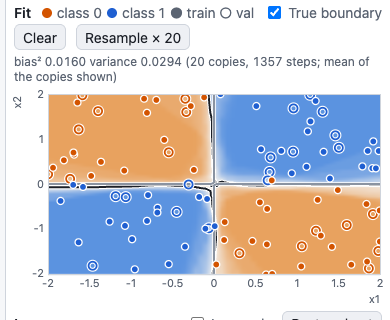 Fit class 0 class 1 train val True boundary
Clear Resample × 20
bias² 0.0160 variance 0.0294 (20 copies, 1357 steps; mean of
the copies shown)
x2
2
1
0
-1
-2
-2 -1.5 -1 -0.5 0 0.5 1 1.5 2
x1